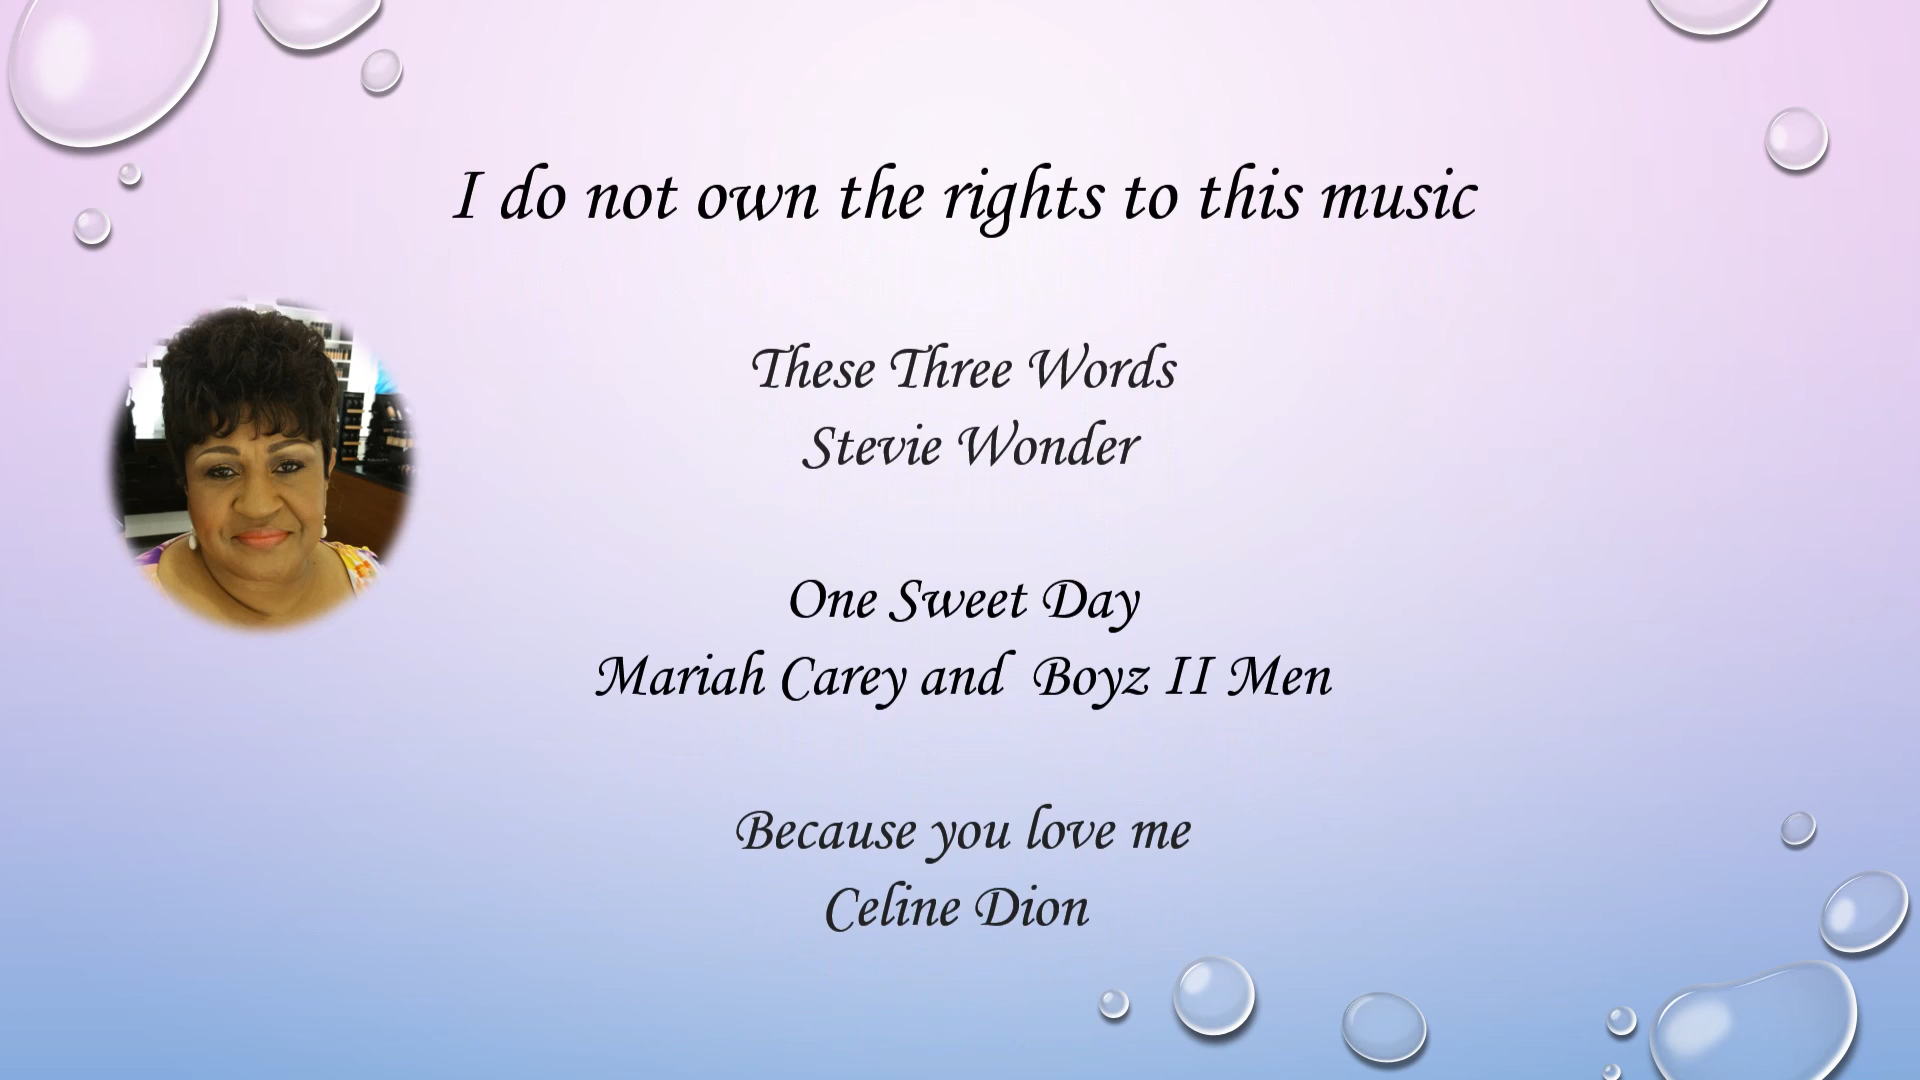 I do not own the rights to this music
These Three Words
Stevie Wonder
One Sweet Day
Mariah Carey and  Boyz II Men
Because you love me
Celine Dion